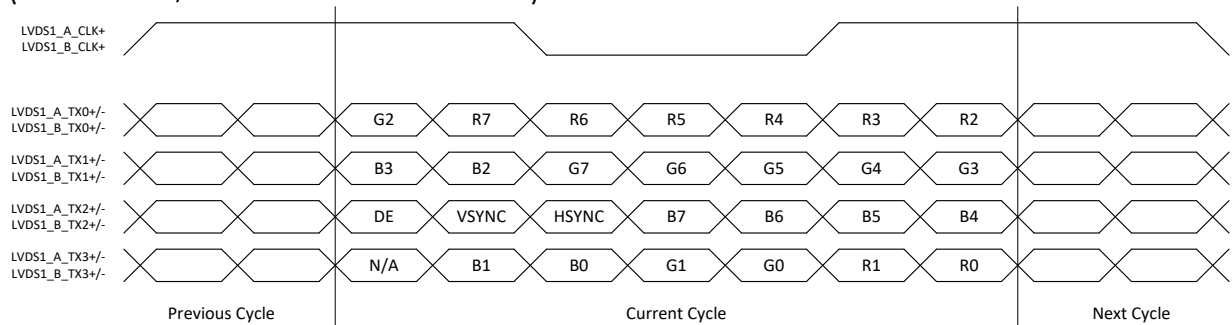 LVDS1_A_CLK+
LVDS1_B_CLK+
LVDS1_A_TX0+/-
LVDS1_B_TX0+/-
G2 R7 R6 R5 R4 R3 R2
LVDS1_A_TX1+/-
LVDS1_B_TX1+/-
B3 B2 G7 G6 G5 G4 G3
LVDS1_A_TX2+/-
LVDS1_B_TX2+/-
DE VSYNC HSYNC B7 B6 B5 B4
LVDS1_A_TX3+/-
LVDS1_B_TX3+/-
N/A B1 B0 G1 G0 R1 R0
Previous Cycle Current Cycle Next Cycle